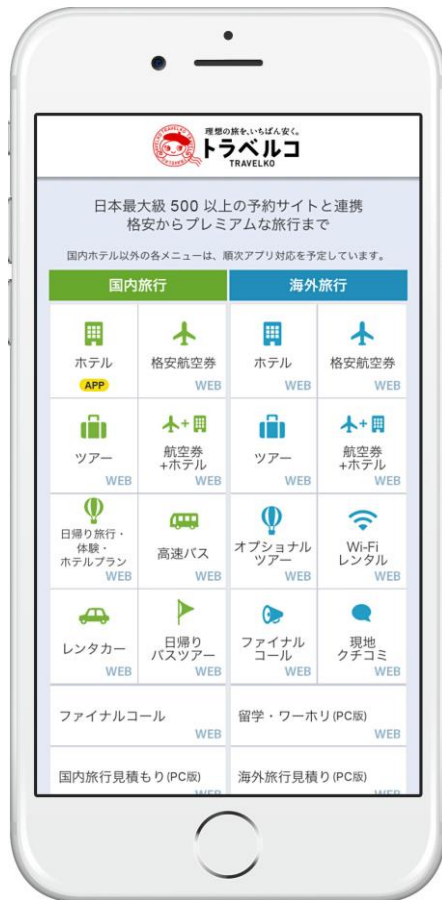 理想の旅を、いちばん安く。
トラベルコ
TRAVELKO
日本最大級 500 以上の予約サイトと連携
格安からプレミアムな旅行まで
国内ホテル以外の各メニューは、順次アプリ対応を予定しています。
国内旅行
海外旅行
ホテル
APP
格安航空券
WEB
ホテル
WEB
格安航空券
WEB
ツアー
WEB
航空券
+ホテル
WEB
ツアー
WEB
航空券
+ホテル
WEB
日帰り旅行・
体験・
ホテルプラン
WEB
高速バス
WEB
オプショナル
ツアー
WEB
Wi-Fi
レンタル
WEB
レンタカー
WEB
日帰り
バスツアー
WEB
ファイナル
コール
WEB
現地
クチコミ
WEB
ファイナルコール
WEB
留学・ワーホリ(PC版)
WEB
国内旅行見積もり(PC版)
WEB
海外旅行見積り(PC版)
WEB